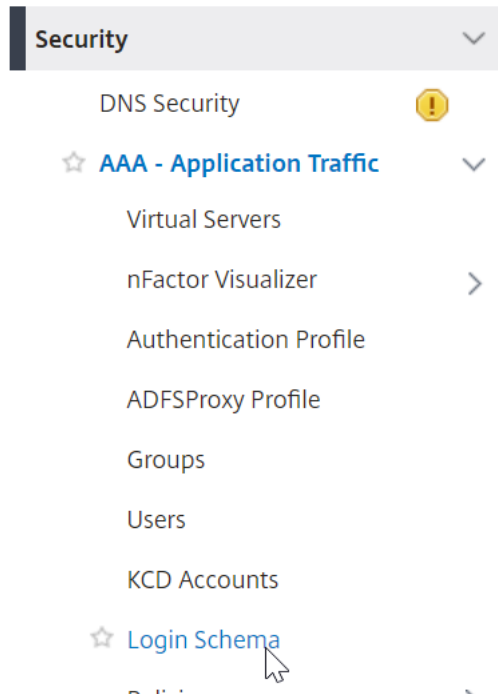 Security
DNS Security
AAA - Application Traffic
Virtual Servers
nFactor Visualizer
Authentication Profile
ADFSProxy Profile
Groups
Users
KCD Accounts
Login Schema